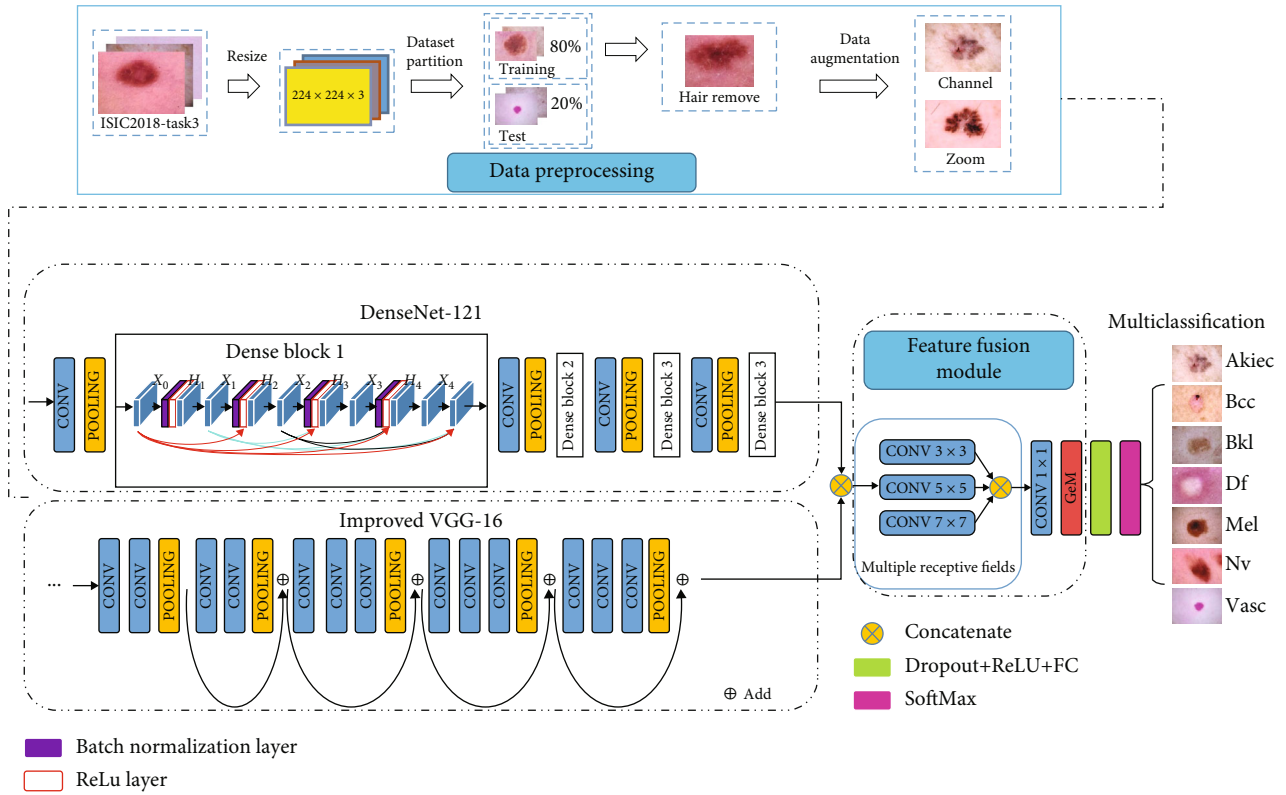 Resize
Dataset
partition
80%
Training
20%
Test
224 × 224 × 3
ISIC2018-task3
Hair remove
Data
augmentation
Channel
Zoom
Data preprocessing
DenseNet-121
Dense block 1
CONV
POOLING
X0 H1 X1 H2 X2 H3 X3 H4 X4
CONV
POOLING
Dense block 2
CONV
POOLING
Dense block 3
CONV
POOLING
Dense block 3
Improved VGG-16
...
CONV
CONV
POOLING
CONV
CONV
POOLING
⊕
CONV
CONV
CONV
POOLING
⊕
CONV
CONV
CONV
POOLING
⊕
CONV
CONV
CONV
POOLING
⊕
⊕ Add
Feature fusion
module
CONV 3 × 3
CONV 5 × 5
CONV 7 × 7
Multiple receptive fields
CONV 1 × 1
GeM
Multiclassification
Akiec
Bcc
Bkl
Df
Mel
Nv
Vasc
Concatenate
Dropout+ReLU+FC
SoftMax
Batch normalization layer
ReLu layer